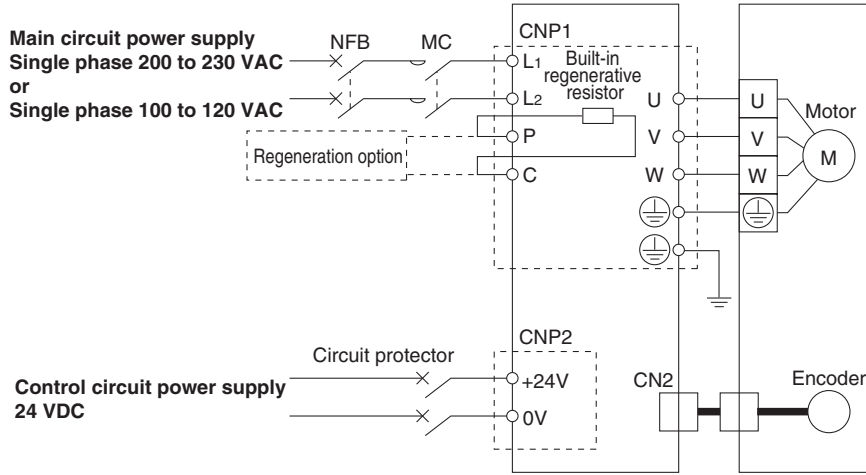 Main circuit power supply
Single phase 200 to 230 VAC
or
Single phase 100 to 120 VAC
NFB
MC
CNP1
L1
Built-in
regenerative
resistor
L2
P
C
Regeneration option
U
V
W
U
V
W
Motor
M
CNP2
Circuit protector
+24V
0V
Control circuit power supply
24 VDC
CN2
Encoder